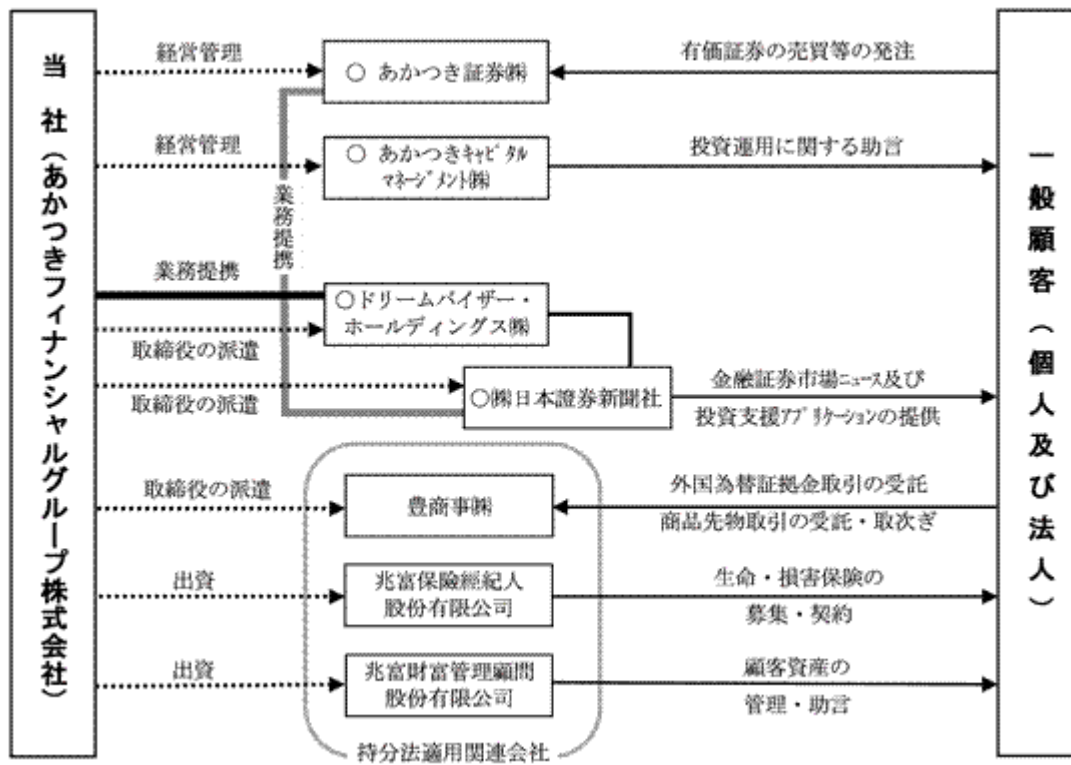 当社(あかつきフィナンシャルグループ株式会社)
経営管理
○ あかつき証券㈱
有価証券の売買等の発注
経営管理
○ あかつきキャピタル
マネージメント㈱
投資運用に関する助言
業務提携
業務提携
○ドリームバイザー・
ホールディングス㈱
取締役の派遣
取締役の派遣
○㈱日本證券新聞社
金融証券市場ニュース及び
投資支援アプリケーションの提供
取締役の派遣
豊商事㈱
外国為替証拠金取引の受託
商品先物取引の受託・取次ぎ
出資
兆富保險經紀人
股份有限公司
生命・損害保険の
募集・契約
出資
兆富財富管理顧問
股份有限公司
顧客資産の
管理・助言
持分法適用関連会社
一般顧客(個人及び法人)